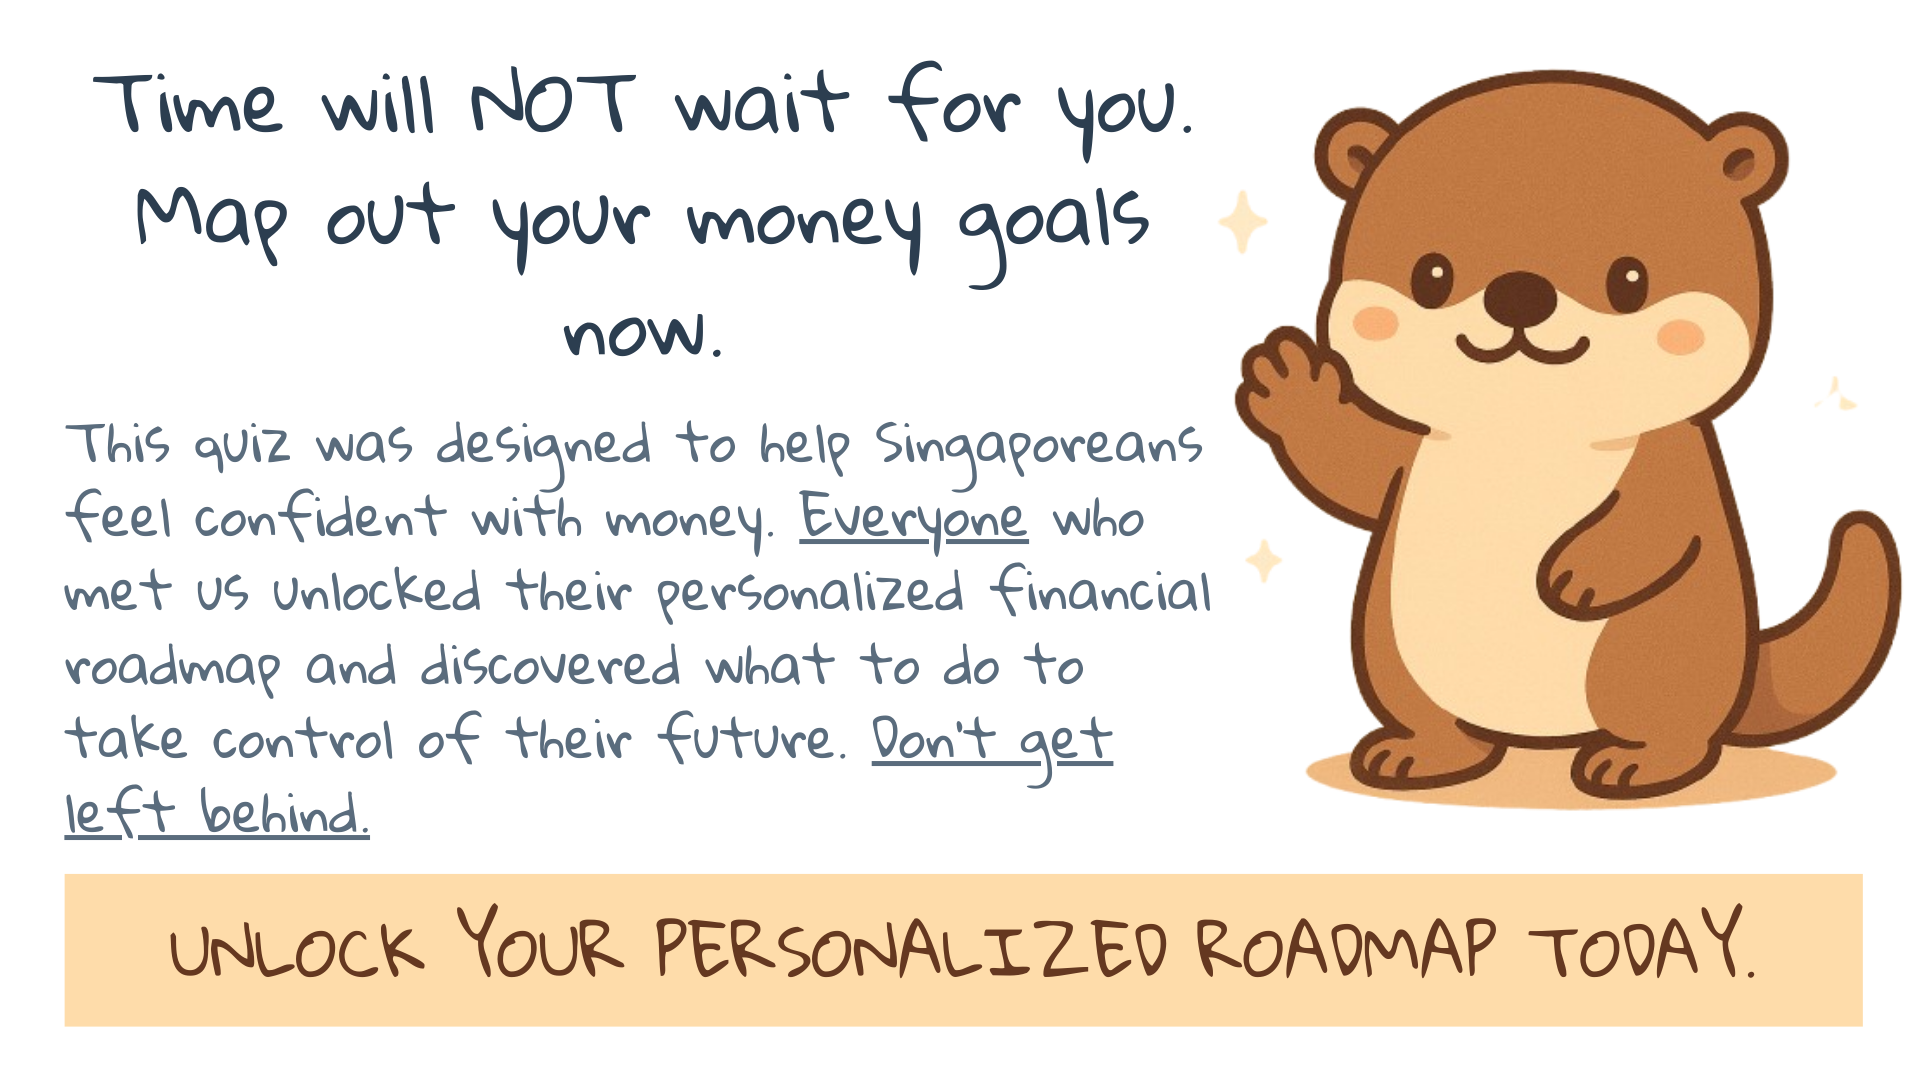 Time will NOT wait for you.
Map out your money goals
now.
This quiz was designed to help Singaporeans
feel confident with money. Everyone who
met us unlocked their personalized financial
roadmap and discovered what to do to
take control of their future. Don't get
left behind.
UNLOCK YOUR PERSONALIZED ROADMAP TODAY.